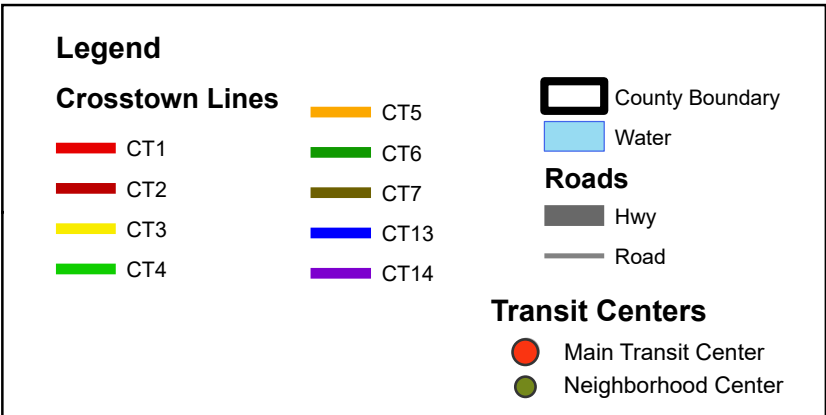 Legend
Crosstown Lines
CT1
CT2
CT3
CT4
CT5
CT6
CT7
CT13
CT14
County Boundary
Water
Roads
Hwy
Road
Transit Centers
Main Transit Center
Neighborhood Center